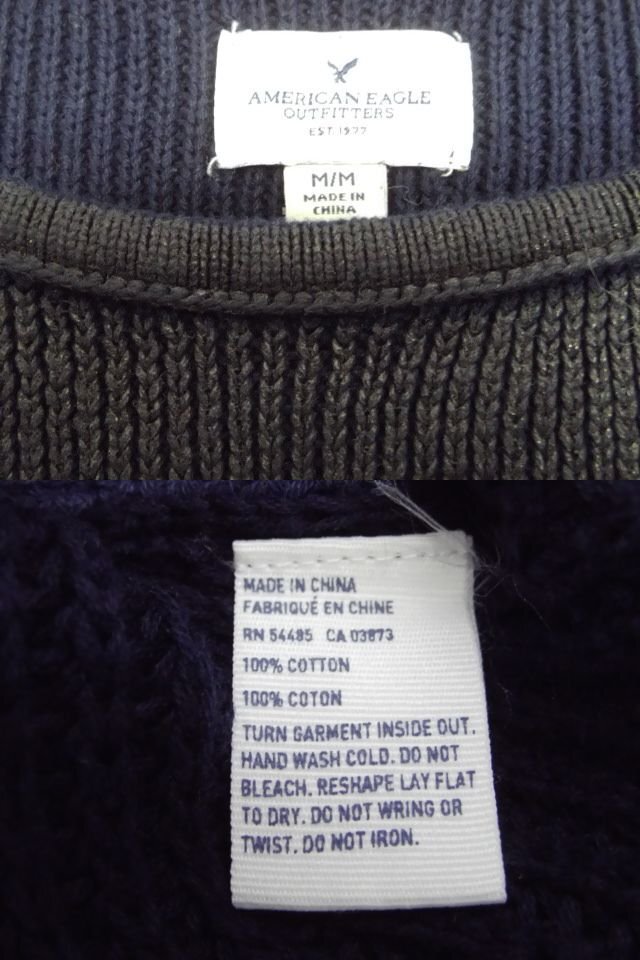 AMERICAN EAGLE
OUTFITTERS
EST. 1977
M/M
MADE IN
CHINA
MADE IN CHINA
FABRIQUÉ EN CHINE
RN 54485 CA 03873
100% COTTON
100% COTON
TURN GARMENT INSIDE OUT.
HAND WASH COLD. DO NOT
BLEACH. RESHAPE LAY FLAT
TO DRY. DO NOT WRING OR
TWIST. DO NOT IRON.